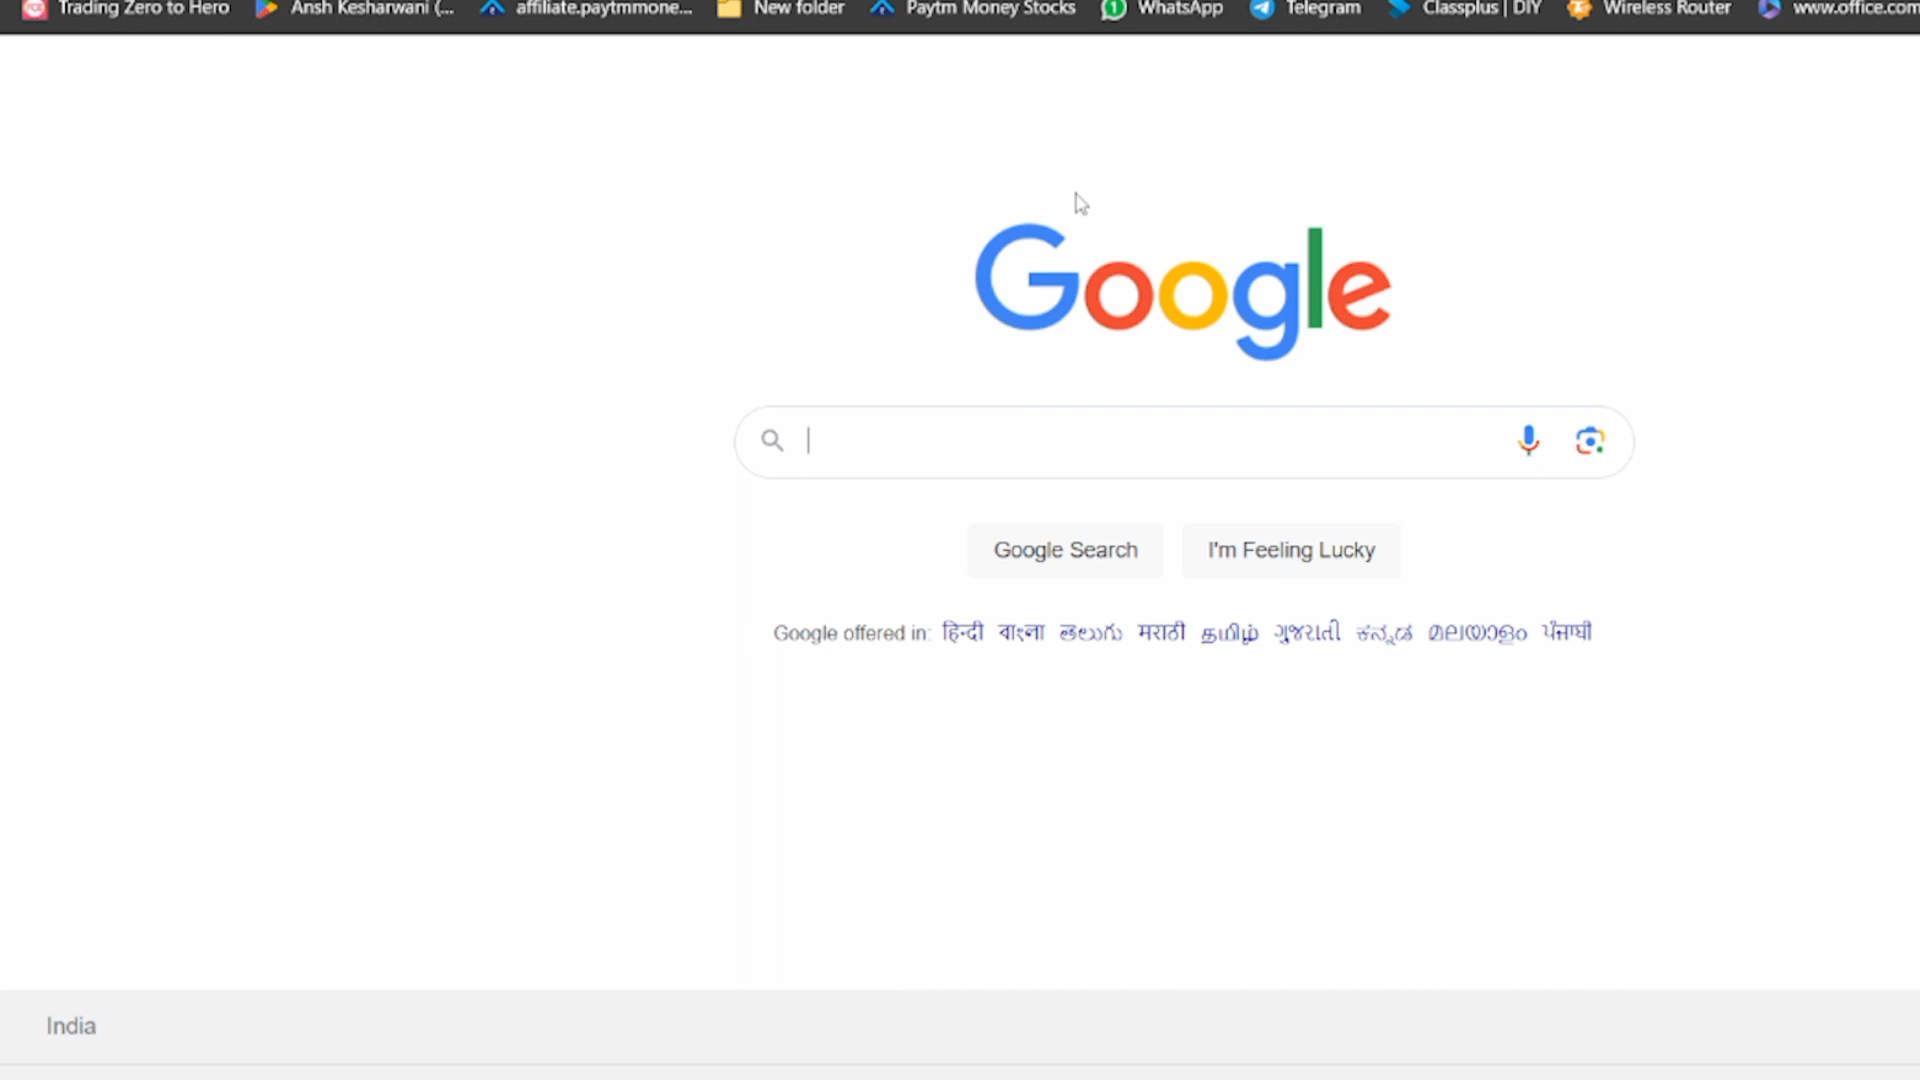 Trading Zero to Hero Ansh Kesharwani (... affiliate.paytmmone... New folder Paytm Money Stocks 1 WhatsApp Telegram Classplus | DIY Wireless Router www.office.com
Google
Google Search I'm Feeling Lucky
Google offered in: हिन्दी বাংলা తెలుగు मराठी தமிழ் ગુજરાતી ಕನ್ನಡ മലയാളം ਪੰਜਾਬੀ
India